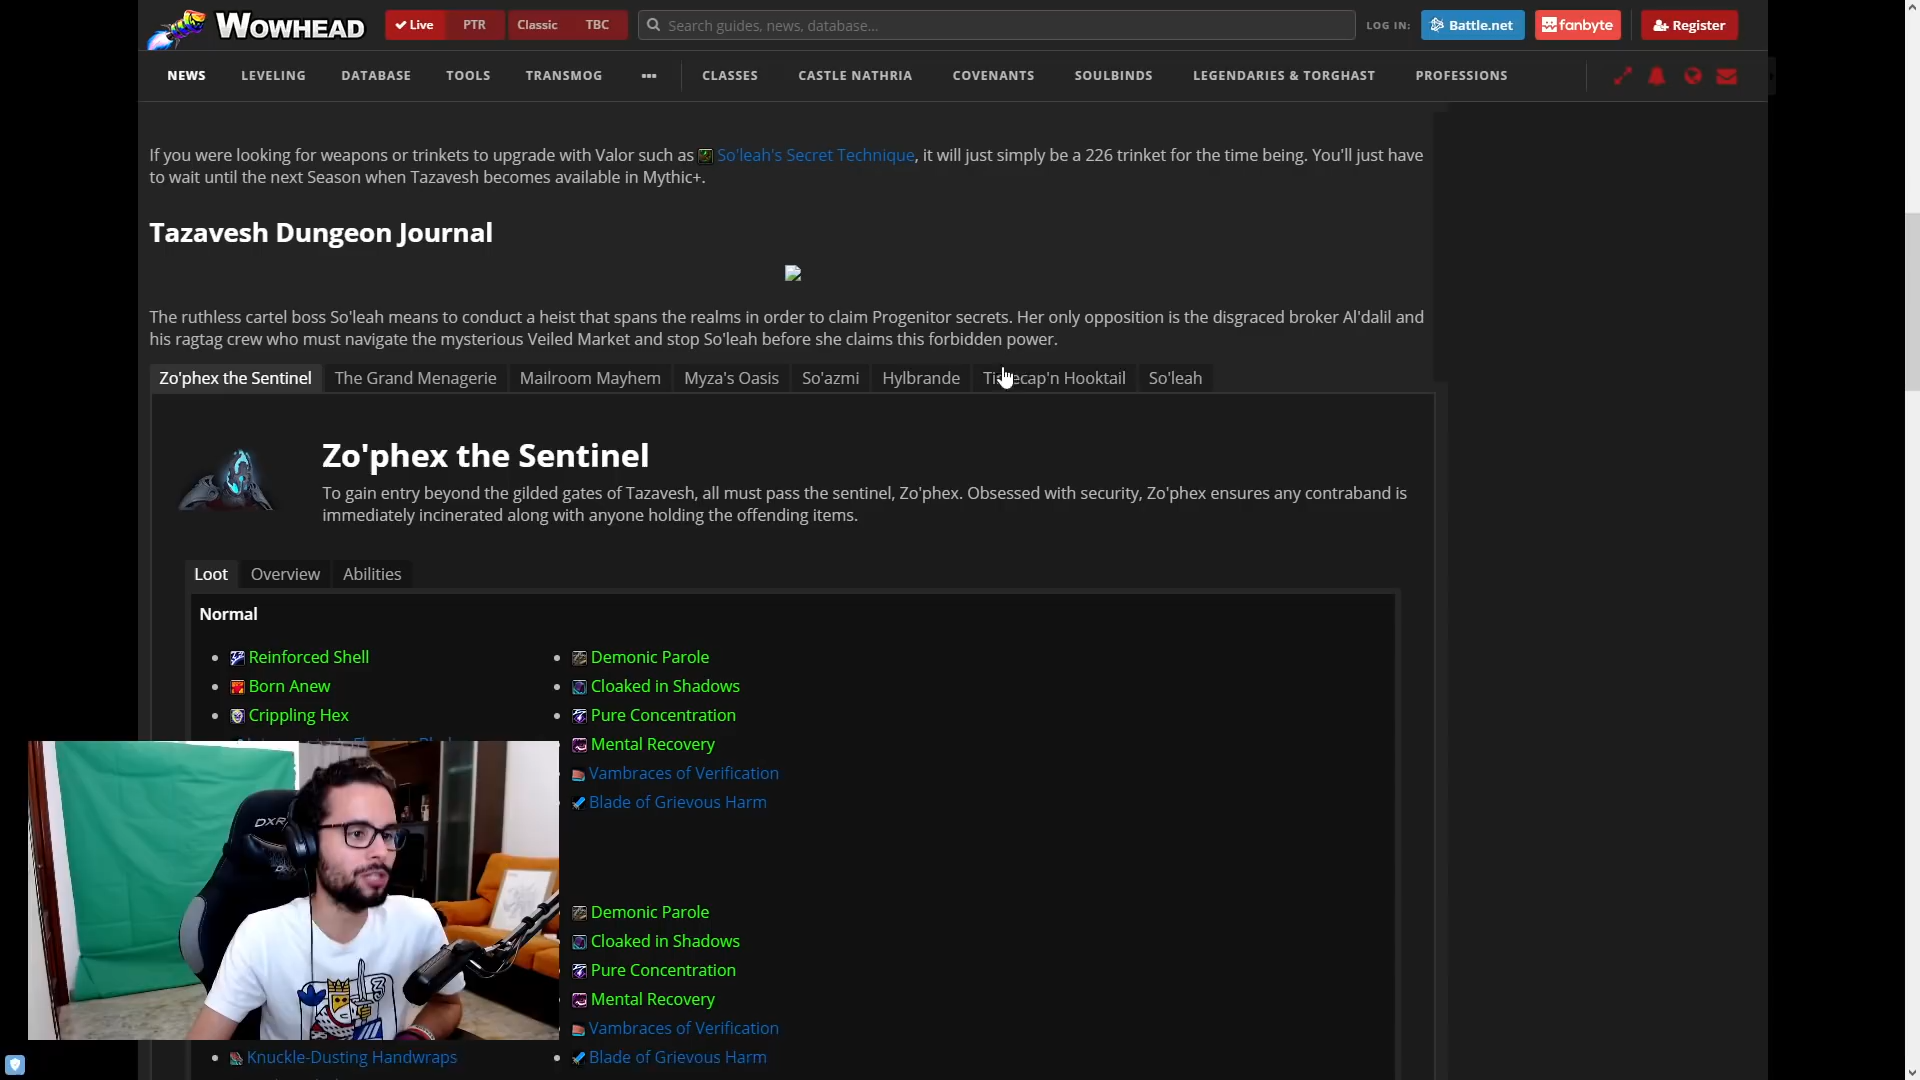 WOWHEAD
Live PTR Classic TBC
Search guides, news, database...
LOG IN: Battle.net fanbyte Register
NEWS LEVELING DATABASE TOOLS TRANSMOG ••• CLASSES CASTLE NATHRIA COVENANTS SOULBINDS LEGENDARIES & TORGHAST PROFESSIONS
If you were looking for weapons or trinkets to upgrade with Valor such as So'leah's Secret Technique, it will just simply be a 226 trinket for the time being. You'll just have
to wait until the next Season when Tazavesh becomes available in Mythic+.
Tazavesh Dungeon Journal
The ruthless cartel boss So'leah means to conduct a heist that spans the realms in order to claim Progenitor secrets. Her only opposition is the disgraced broker Al'dalil and
his ragtag crew who must navigate the mysterious Veiled Market and stop So'leah before she claims this forbidden power.
Zo'phex the Sentinel The Grand Menagerie Mailroom Mayhem Myza's Oasis So'azmi Hylbrande Hooktail So'leah
Zo'phex the Sentinel
To gain entry beyond the gilded gates of Tazavesh, all must pass the sentinel, Zo'phex. Obsessed with security, Zo'phex ensures any contraband is
immediately incinerated along with anyone holding the offending items.
Loot Overview Abilities
Normal
Reinforced Shell
Born Anew
Crippling Hex
Demonic Parole
Cloaked in Shadows
Pure Concentration
Mental Recovery
Vambraces of Verification
Blade of Grievous Harm
Demonic Parole
Cloaked in Shadows
Pure Concentration
Mental Recovery
Vambraces of Verification
Knuckle-Dusting Handwraps
Blade of Grievous Harm